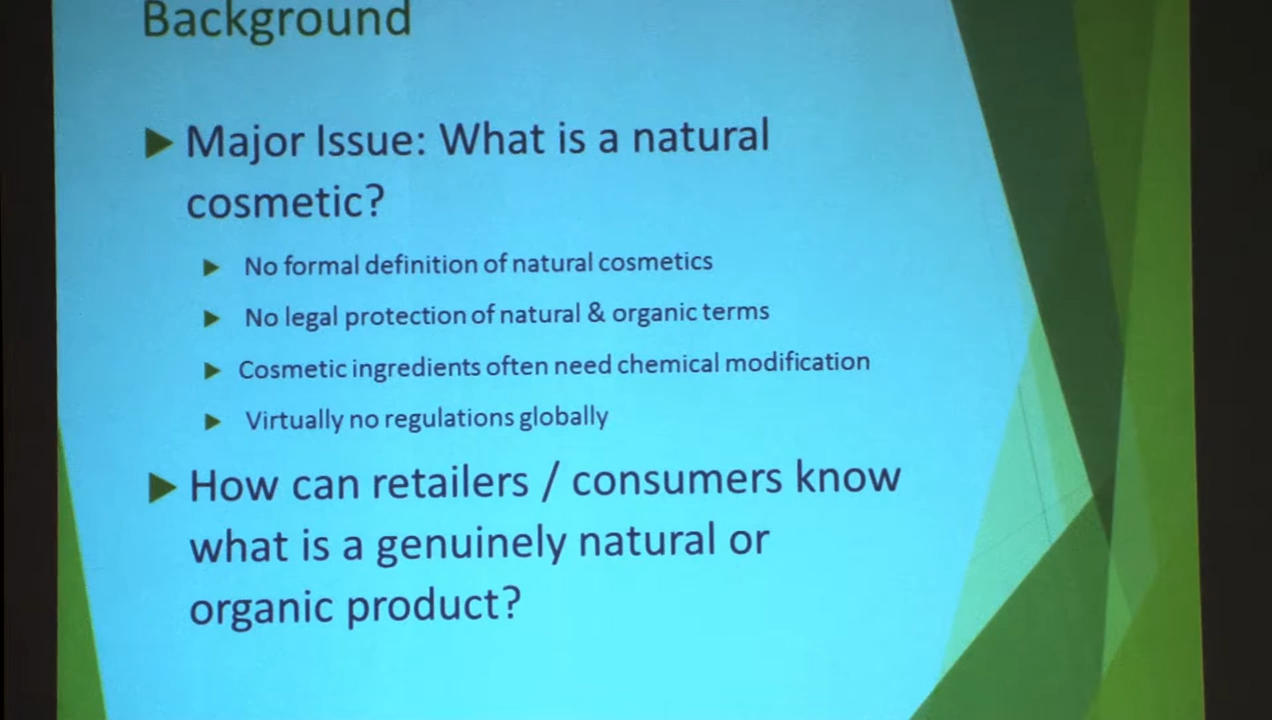 Background
Major Issue: What is a natural
cosmetic?
No formal definition of natural cosmetics
No legal protection of natural & organic terms
Cosmetic ingredients often need chemical modification
Virtually no regulations globally
How can retailers / consumers know
what is a genuinely natural or
organic product?